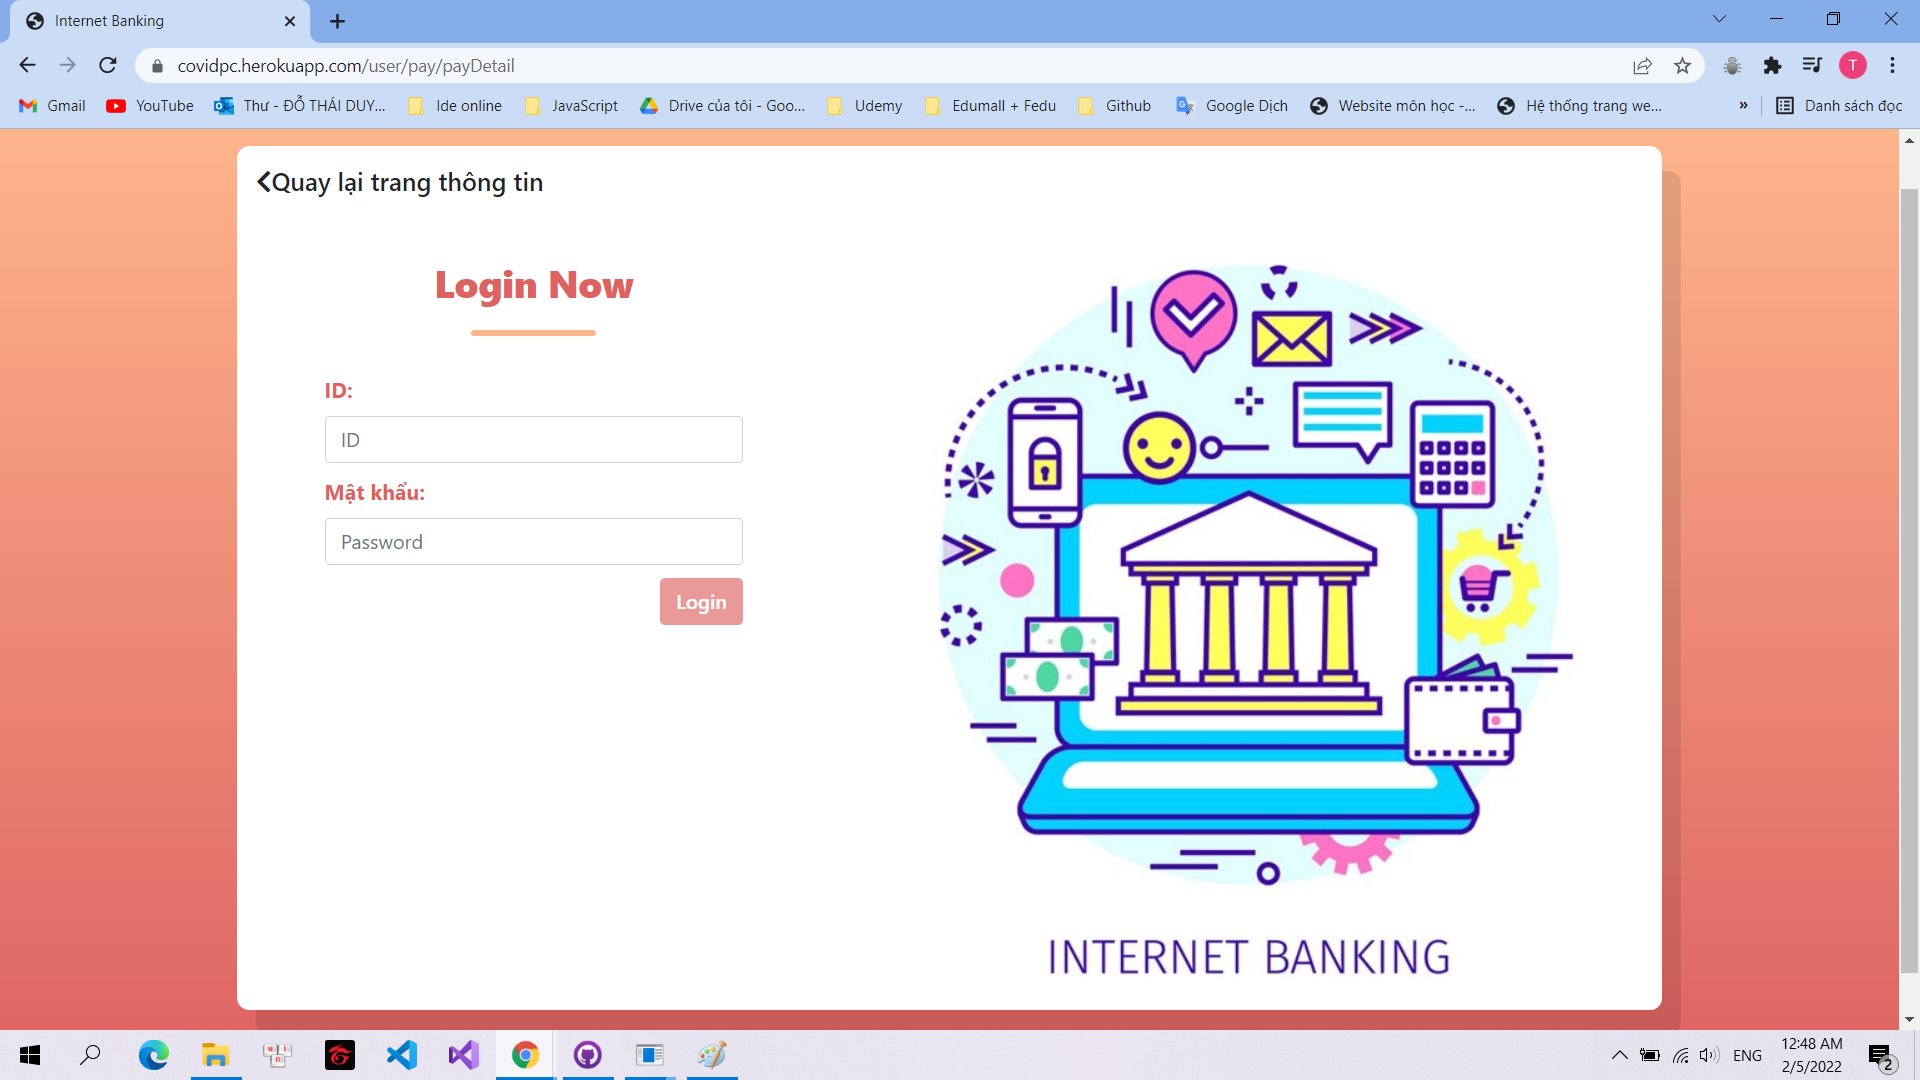 Internet Banking
covidpc.herokuapp.com/user/pay/payDetail
T
Gmail YouTube Thư - ĐỖ THÁI DUY... Ide online JavaScript Drive của tôi - Goo... Udemy Edumall + Fedu Github Google Dịch Website môn học -... Hệ thống trang we... » Danh sách đọc
Quay lại trang thông tin
Login Now
ID:
ID
Mật khẩu:
Password
Login
INTERNET BANKING
ENG
12:48 AM
2/5/2022
2